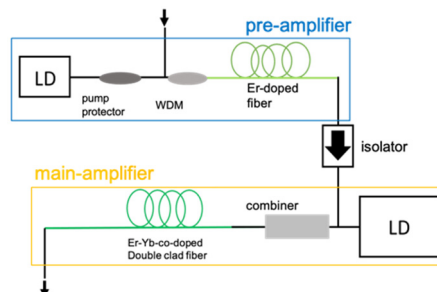 pre-amplifier
LD
pump
protector
WDM
Er-doped
fiber
isolator
main-amplifier
combiner
LD
Er-Yb-co-doped
Double clad fiber